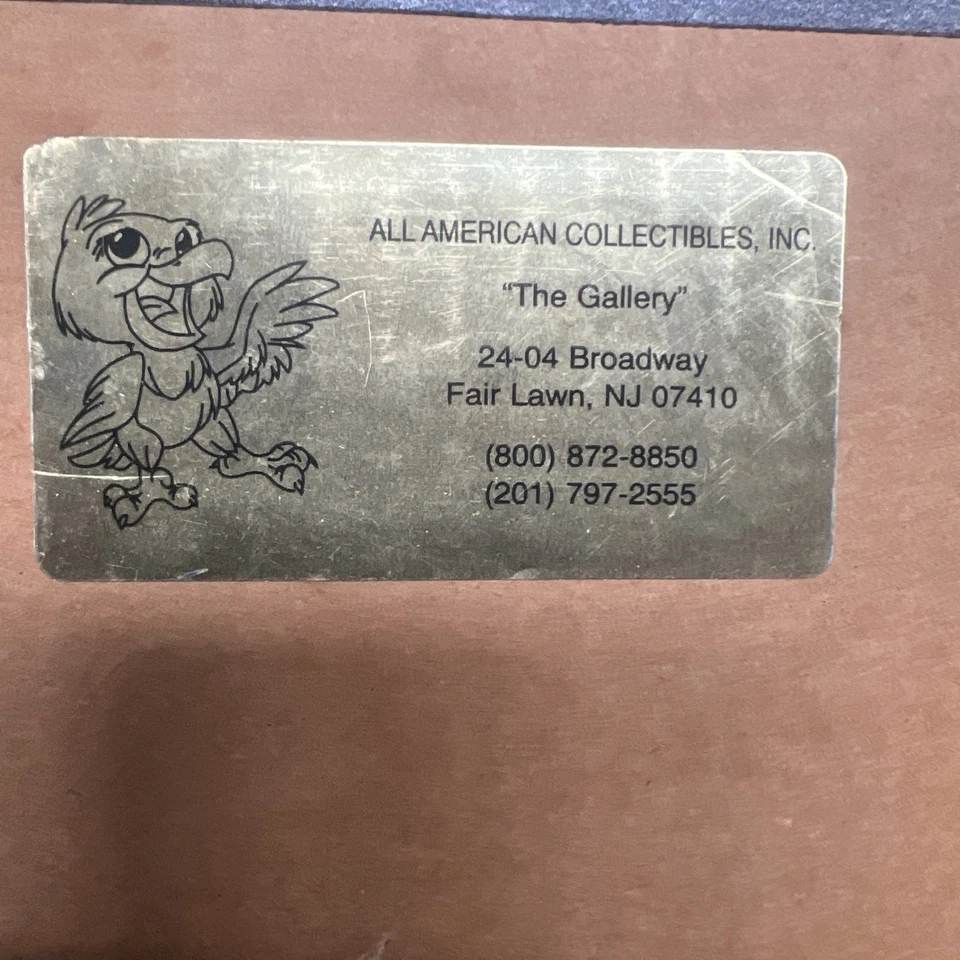 ALL AMERICAN COLLECTIBLES, INC.
“The Gallery”
24-04 Broadway
Fair Lawn, NJ 07410
(800) 872-8850
(201) 797-2555